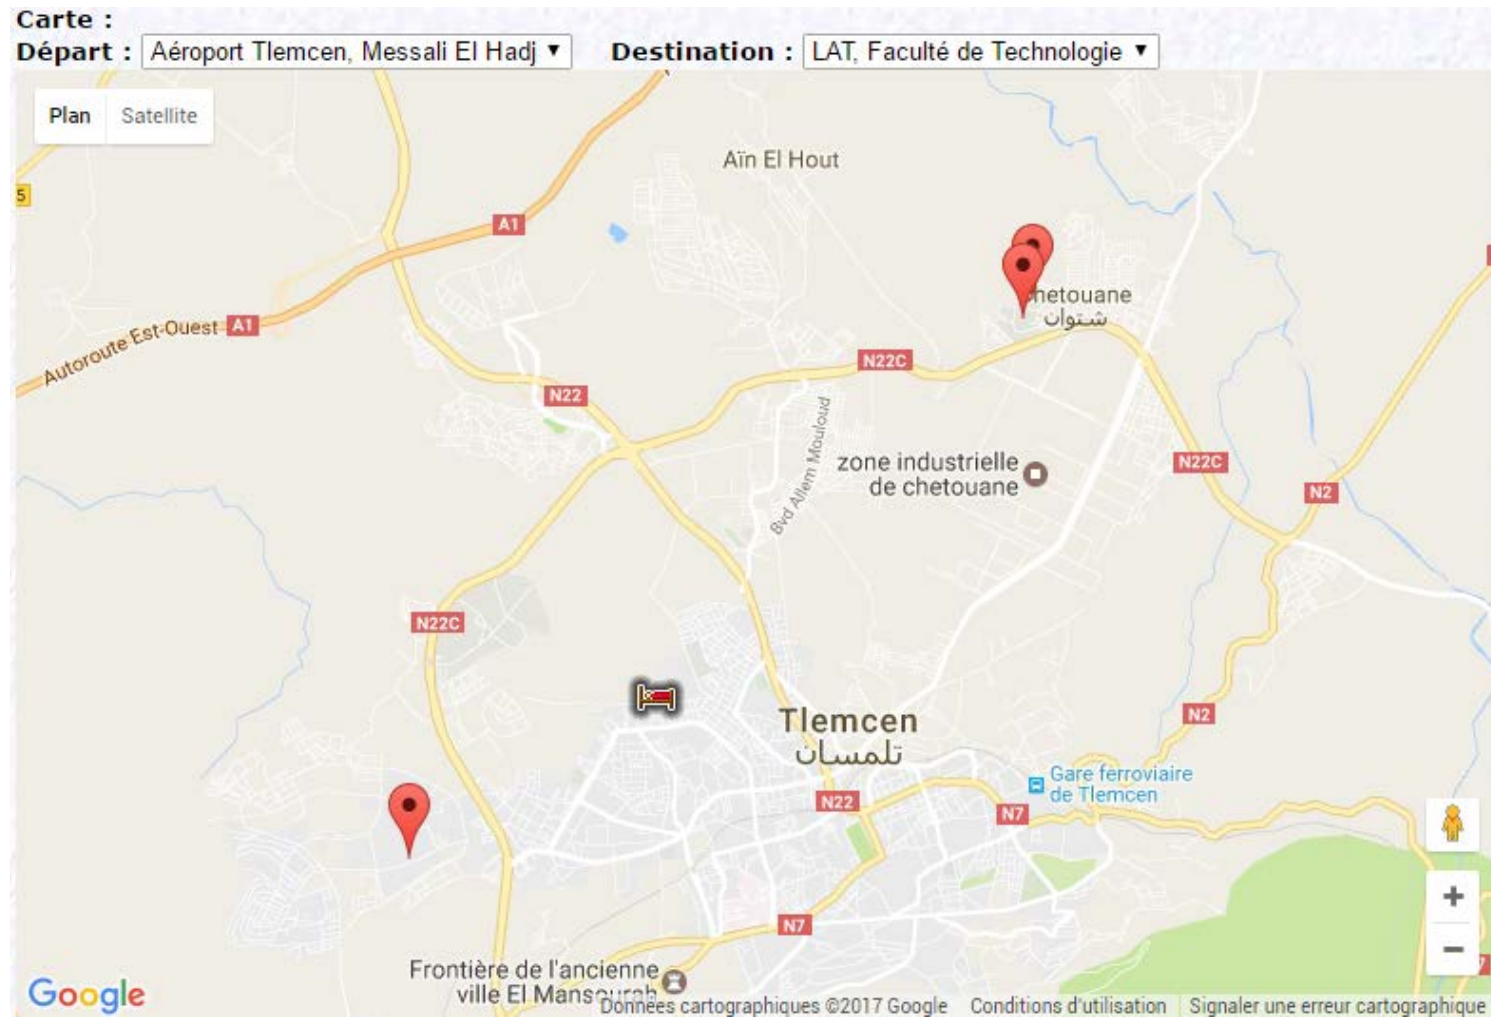 Carte :
Départ : Aéroport Tlemcen, Messali El Hadj ▼ Destination : LAT, Faculté de Technologie ▼
Plan Satellite
Aïn El Hout
5
A1
hetouane
شتوان
Autoroute Est-Ouest A1
N22C
N22
Bvd Allem Mouloud
zone industrielle
de chetouane
N22C
N2
N22C
Tlemcen
تلمسان
N2
Gare ferroviaire
de Tlemcen
N22
N7
N7
Frontière de l'ancienne
ville El Mansourah
7
Google
Données cartographiques ©2017 Google Conditions d'utilisation Signaler une erreur cartographique